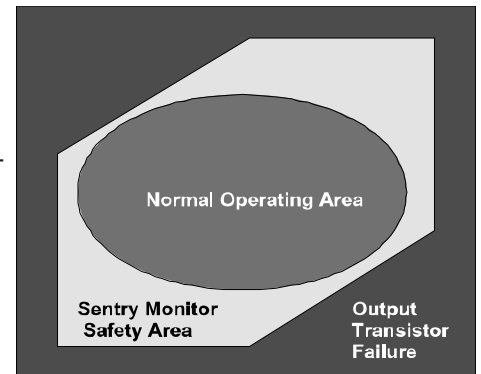 Normal Operating Area
Sentry Monitor
Safety Area
Output
Transistor
Failure